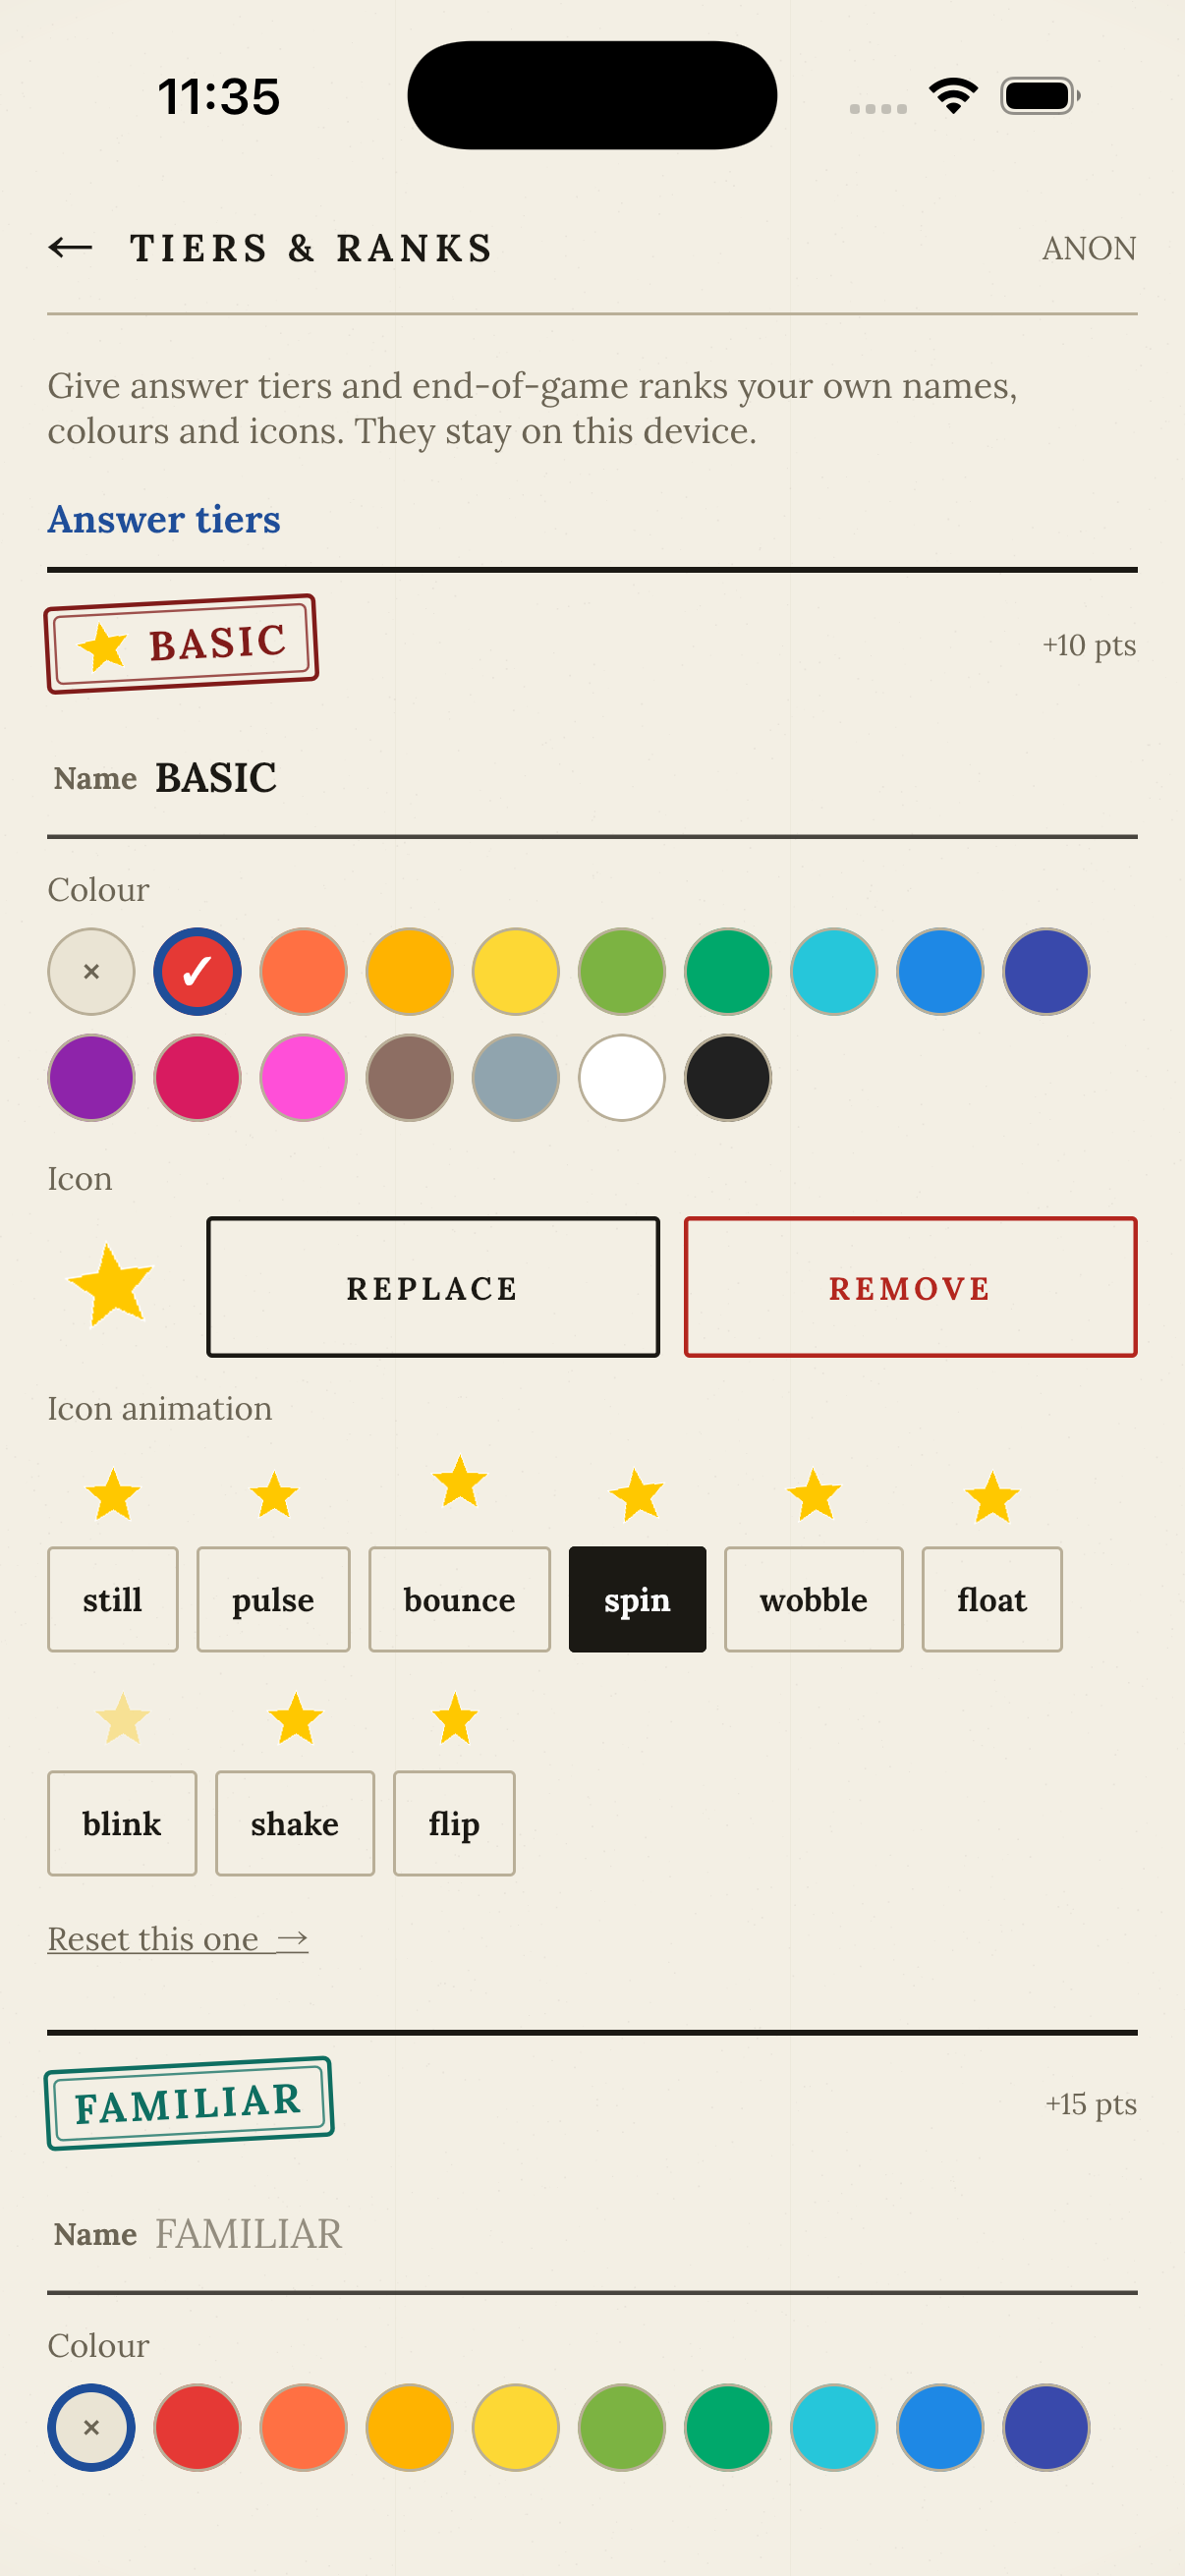 11:35
← TIERS & RANKS ANON
Give answer tiers and end-of-game ranks your own names,
colours and icons. They stay on this device.
Answer tiers
BASIC +10 pts
Name BASIC
Colour
× ✓
Icon
REPLACE REMOVE
Icon animation
still pulse bounce spin wobble float
blink shake flip
Reset this one →
FAMILIAR +15 pts
Name FAMILIAR
Colour
×